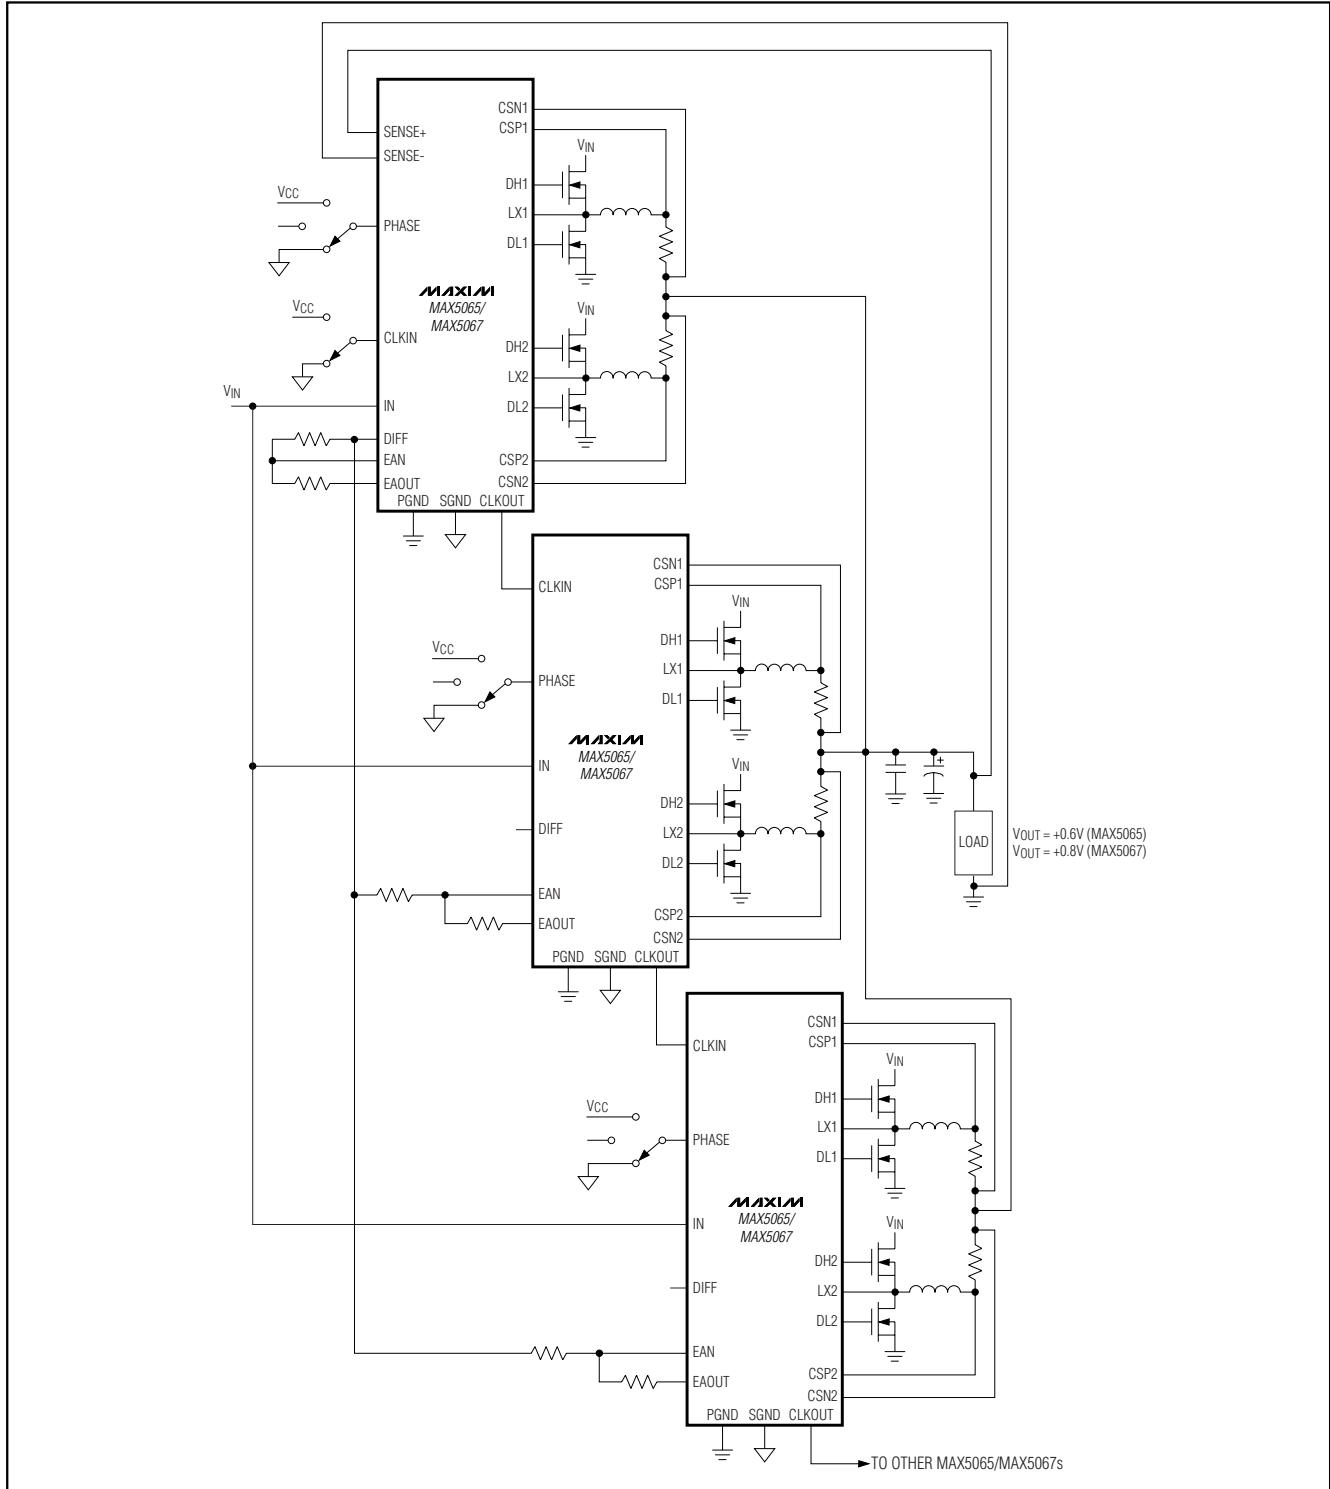 CSN1
CSP1
SENSE+
SENSE-
VIN
DH1
VCC
LX1
PHASE
DL1
MAXIM
MAX5065/
MAX5067
VCC
VIN
CLKIN
DH2
LX2
VIN
IN
DL2
DIFF
EAN
CSP2
EAOUT
CSN2
PGND SGND CLKOUT
CSN1
CSP1
CLKIN
VIN
DH1
VCC
LX1
PHASE
DL1
MAXIM
MAX5065/
MAX5067
IN
VIN
DH2
DIFF
LX2
DL2
LOAD
VOUT = +0.6V (MAX5065)
VOUT = +0.8V (MAX5067)
EAN
CSP2
EAOUT
CSN2
PGND SGND CLKOUT
CSN1
CSP1
CLKIN
VIN
DH1
VCC
LX1
PHASE
DL1
MAXIM
MAX5065/
MAX5067
IN
VIN
DH2
DIFF
LX2
DL2
EAN
CSP2
EAOUT
CSN2
PGND SGND CLKOUT
TO OTHER MAX5065/MAX5067s